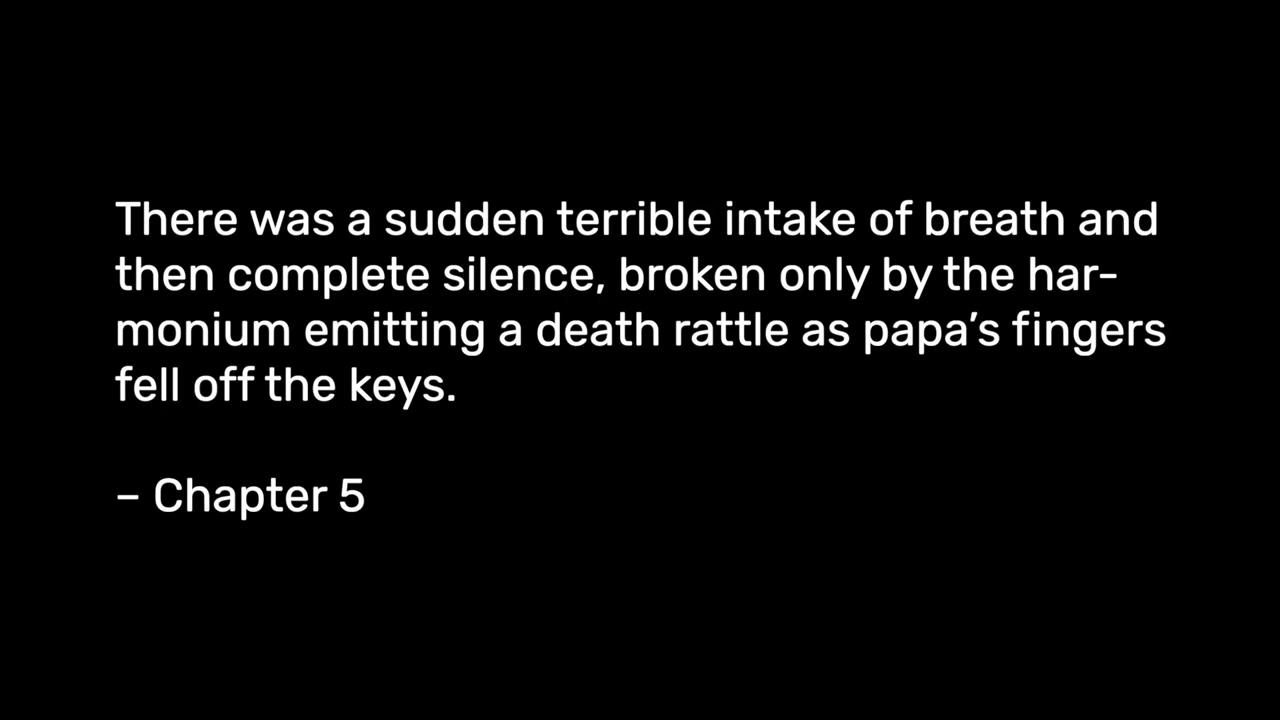 There was a sudden terrible intake of breath and
then complete silence, broken only by the har-
monium emitting a death rattle as papa’s fingers
fell off the keys.
– Chapter 5